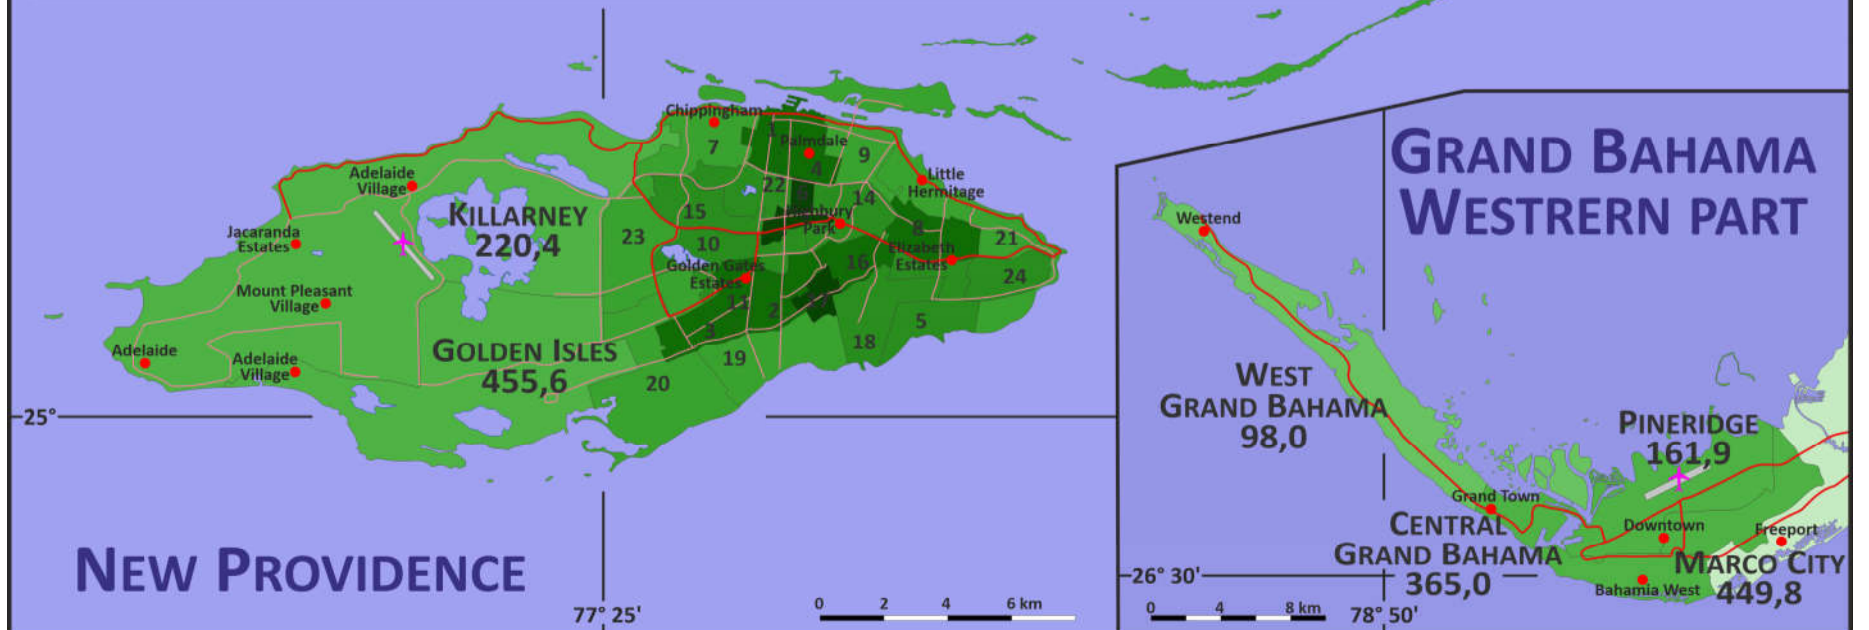 Chippingham
1
7
Palmdale
9
4
Little
Hermitage
Adelaide
Village
22
6
14
KILLARNEY
220,4
15
Park
8
Jacaranda
Estates
23
10
Elizabeth
Estates
21
16
24
Golden Gates
Estates
Mount Pleasant
Village
11
2
5
3
18
Adelaide
Adelaide
Village
GOLDEN ISLES
455,6
19
20
25°
NEW PROVIDENCE
77° 25'
0 2 4 6 km
GRAND BAHAMA
WESTRERN PART
Westend
WEST
GRAND BAHAMA
98,0
PINERIDGE
161,9
Grand Town
CENTRAL
GRAND BAHAMA
365,0
Downtown
Freeport
MARCO CITY
449,8
Bahamia West
26° 30'
0 4 8 km
78° 50'